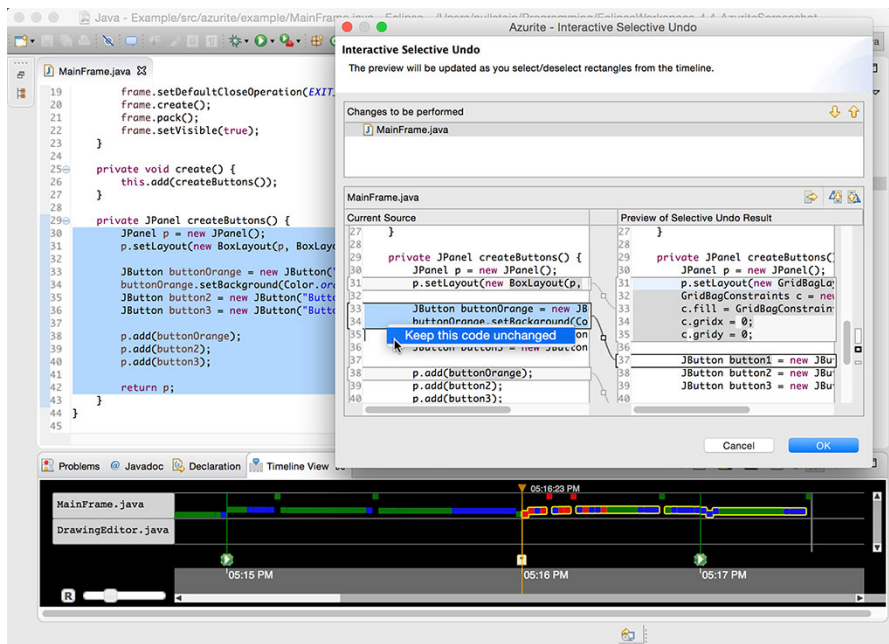 Java - Example/src/azurite/example/MainFrame.java - Eclipse
Azurite - Interactive Selective Undo
Interactive Selective Undo
The preview will be updated as you select/deselect rectangles from the timeline.
Changes to be performed
MainFrame.java
MainFrame.java
19 frame.setDefaultCloseOperation(EXIT_
20 frame.create();
21 frame.pack();
22 frame.setVisible(true);
23 }
24
25 private void create() {
26 this.add(createButtons());
27 }
28
29 private JPanel createButtons() {
30 JPanel p = new JPanel();
31 p.setLayout(new BoxLayout(p, BoxLay
32
33 JButton buttonOrange = new JButton("
34 buttonOrange.setBackground(Color.or
35 JButton button2 = new JButton("Butto
36 JButton button3 = new JButton("Butto
37
38 p.add(buttonOrange);
39 p.add(button2);
40 p.add(button3);
41
42 return p;
43 }
44 }
45
MainFrame.java
Current Source
27 }
28
29 private JPanel createButtons() {
30 JPanel p = new JPanel();
31 p.setLayout(new BoxLayout(p,
32
33 JButton buttonOrange = new JB
34 buttonOrange.setBackground(Co
35
Keep this code unchanged
36 JButton button3 = new JButton
37
38 p.add(buttonOrange);
39 p.add(button2);
40 p.add(button3);
Preview of Selective Undo Result
27 }
28
29 private JPanel createButtons()
30 JPanel p = new JPanel();
31 p.setLayout(new GridBagLay
32 GridBagConstraints c = new
33 c.fill = GridBagConstrain
34 c.gridx = 0;
35 c.gridy = 0;
36
37 JButton button1 = new JBu
38 JButton button2 = new JBu
39 JButton button3 = new JBu
40
Cancel
OK
Problems @ Javadoc Declaration Timeline View
05:16:23 PM
MainFrame.java
DrawingEditor.java
05:15 PM 05:16 PM 05:17 PM
R